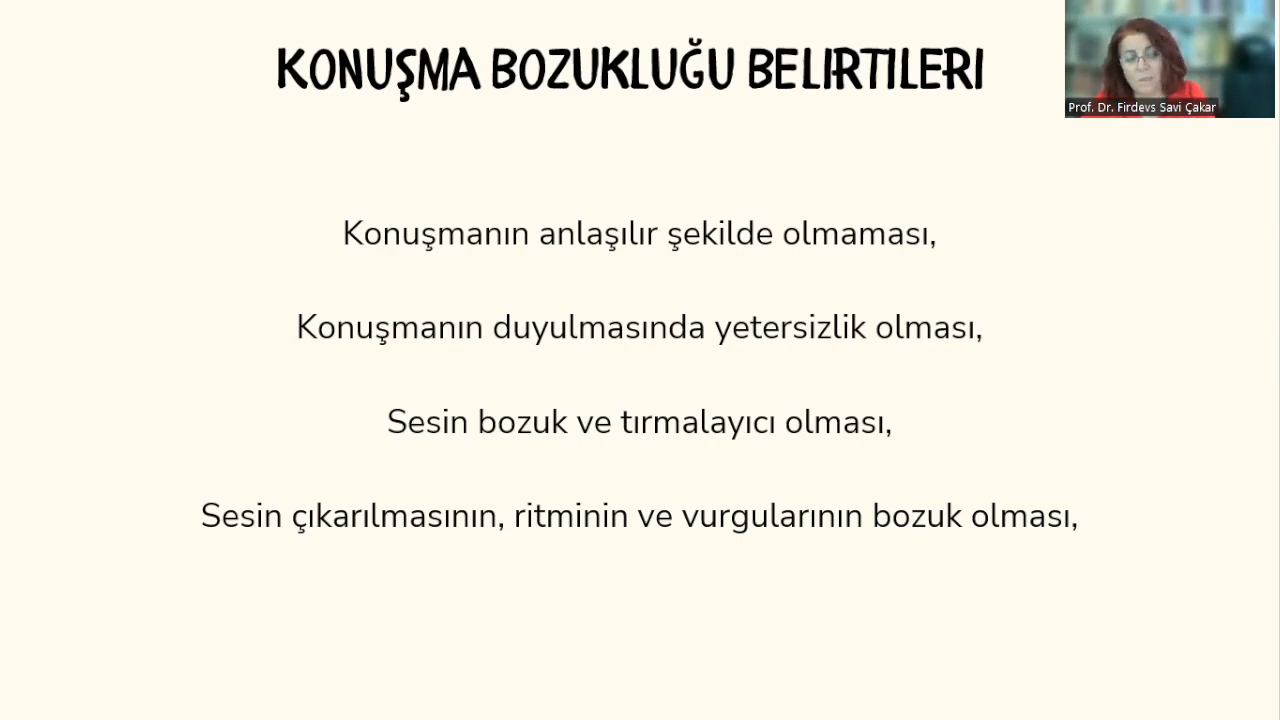 KONUŞMA BOZUKLUĞU BELIRTILERI
Prof. Dr. Firdevs Savi Çakar
Konuşmanın anlaşılır şekilde olmaması,
Konuşmanın duyulmasında yetersizlik olması,
Sesin bozuk ve tırmalayıcı olması,
Sesin çıkarılmasının, ritminin ve vurgularının bozuk olması,